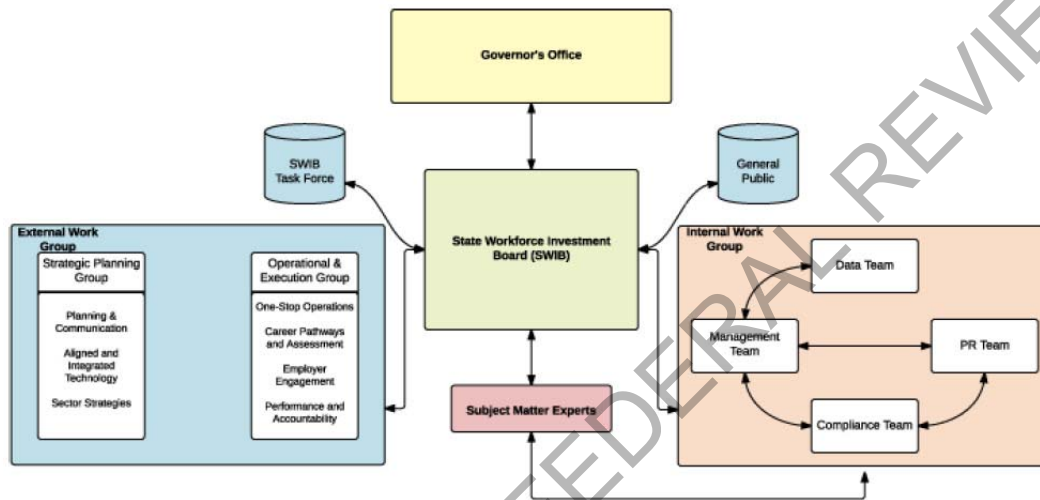 Governor's Office
SWIB
Task Force
General
Public
State Workforce Investment
Board (SWIB)
External Work
Group
Strategic Planning
Group
Planning &
Communication
Aligned and
Integrated
Technology
Sector Strategies
Operational &
Execution Group
One-Stop Operations
Career Pathways
and Assessment
Employer
Engagement
Performance and
Accountability
Subject Matter Experts
Internal Work
Group
Data Team
Management
Team
PR Team
Compliance Team
FEDERAL REVIE